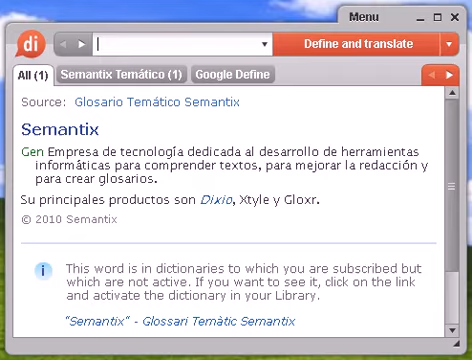 Menu
di
Define and translate
All (1)
Semantix Temático (1)
Google Define
Source: Glosario Temático Semantix
Semantix
Gen Empresa de tecnología dedicada al desarrollo de herramientas
informáticas para comprender textos, para mejorar la redacción y
para crear glosarios.
Su principales productos son Dixio, Xtyle y Gloxr.
© 2010 Semantix
i
This word is in dictionaries to which you are subscribed but
which are not active. If you want to see it, click on the link
and activate the dictionary in your Library.
"Semantix" - Glossari Temàtic Semantix